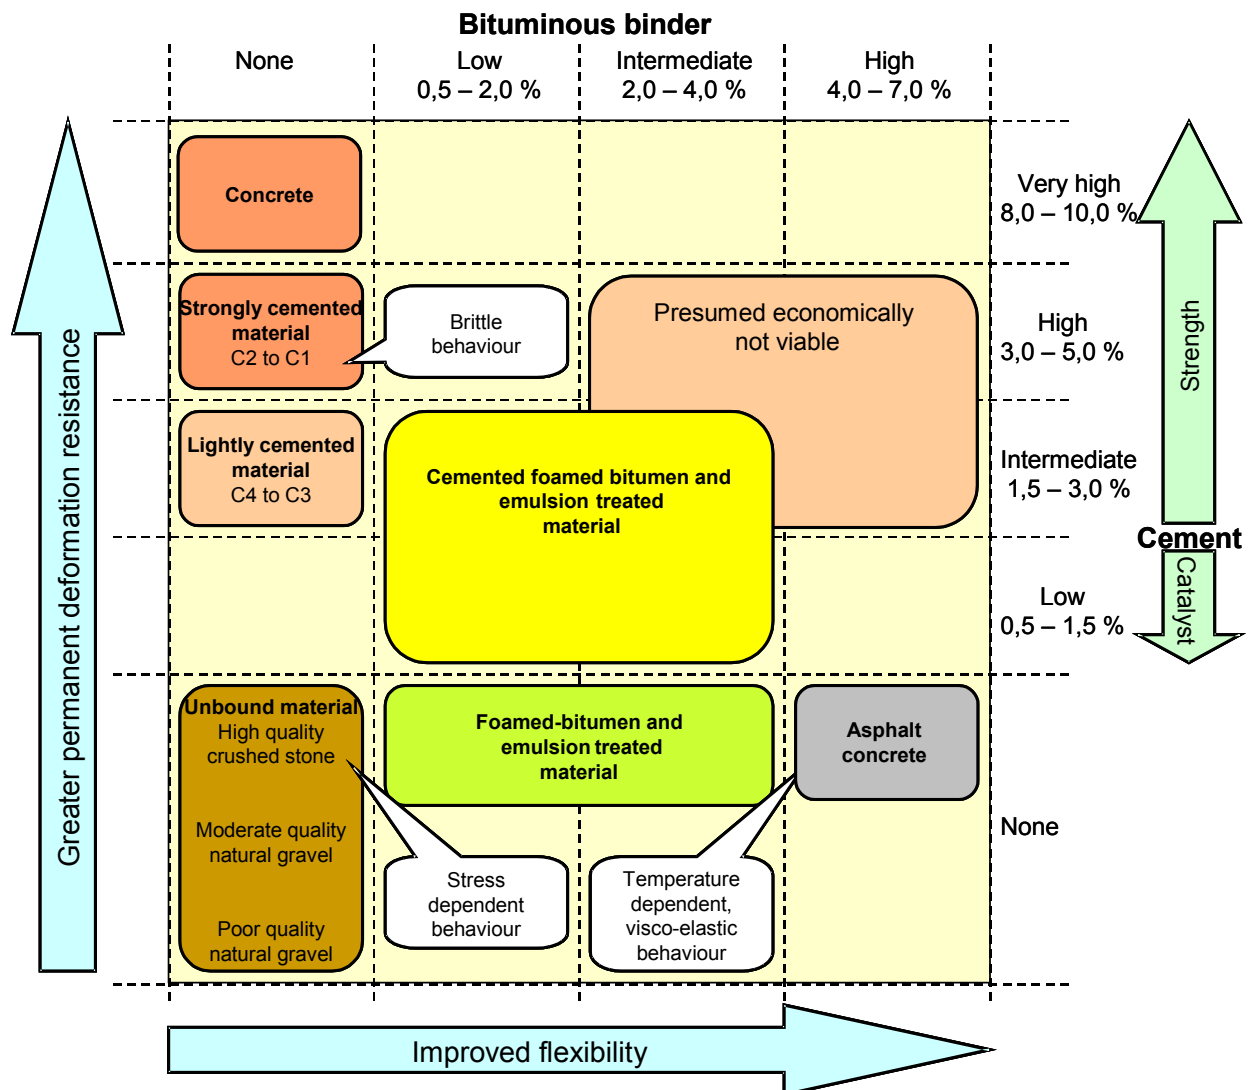 Bituminous binder
None
Low
0,5 – 2,0 %
Intermediate
2,0 – 4,0 %
High
4,0 – 7,0 %
Concrete
Very high
8,0 – 10,0 %
Strongly cemented
material
C2 to C1
Brittle
behaviour
Presumed economically
not viable
High
3,0 – 5,0 %
Strength
Lightly cemented
material
C4 to C3
Cemented foamed bitumen and
emulsion treated
material
Intermediate
1,5 – 3,0 %
Cement
Catalyst
Low
0,5 – 1,5 %
Greater permanent deformation resistance
Unbound material
High quality
crushed stone
Moderate quality
natural gravel
Poor quality
natural gravel
Foamed-bitumen and
emulsion treated
material
Asphalt
concrete
None
Stress
dependent
behaviour
Temperature
dependent,
visco-elastic
behaviour
Improved flexibility